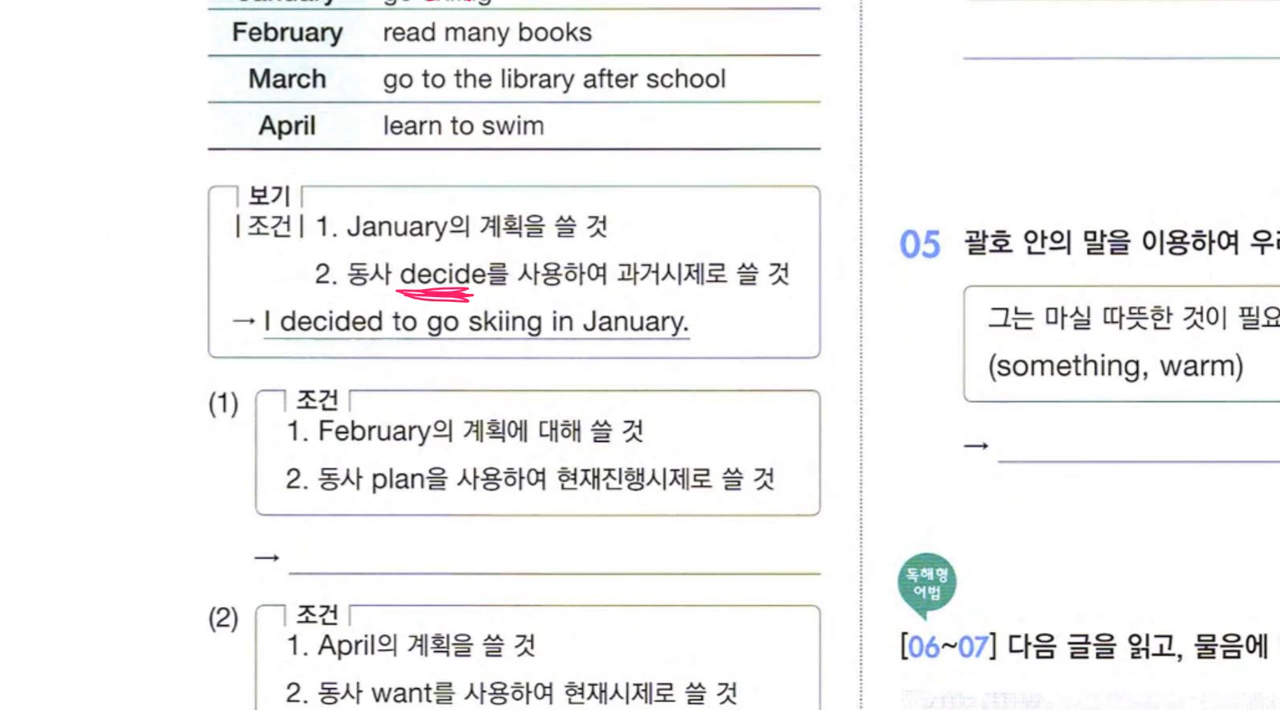 February read many books
March go to the library after school
April learn to swim
보기
|조건| 1. January의 계획을 쓸 것
2. 동사 decide를 사용하여 과거시제로 쓸 것
→ I decided to go skiing in January.
(1) 조건
1. February의 계획에 대해 쓸 것
2. 동사 plan을 사용하여 현재진행시제로 쓸 것
→
(2) 조건
1. April의 계획을 쓸 것
2. 동사 want를 사용하여 현재시제로 쓸 것
05 괄호 안의 말을 이용하여
그는 마실 따뜻한 것이
(something, warm)
→
독해형
어법
[06~07] 다음 글을 읽고, 물음에